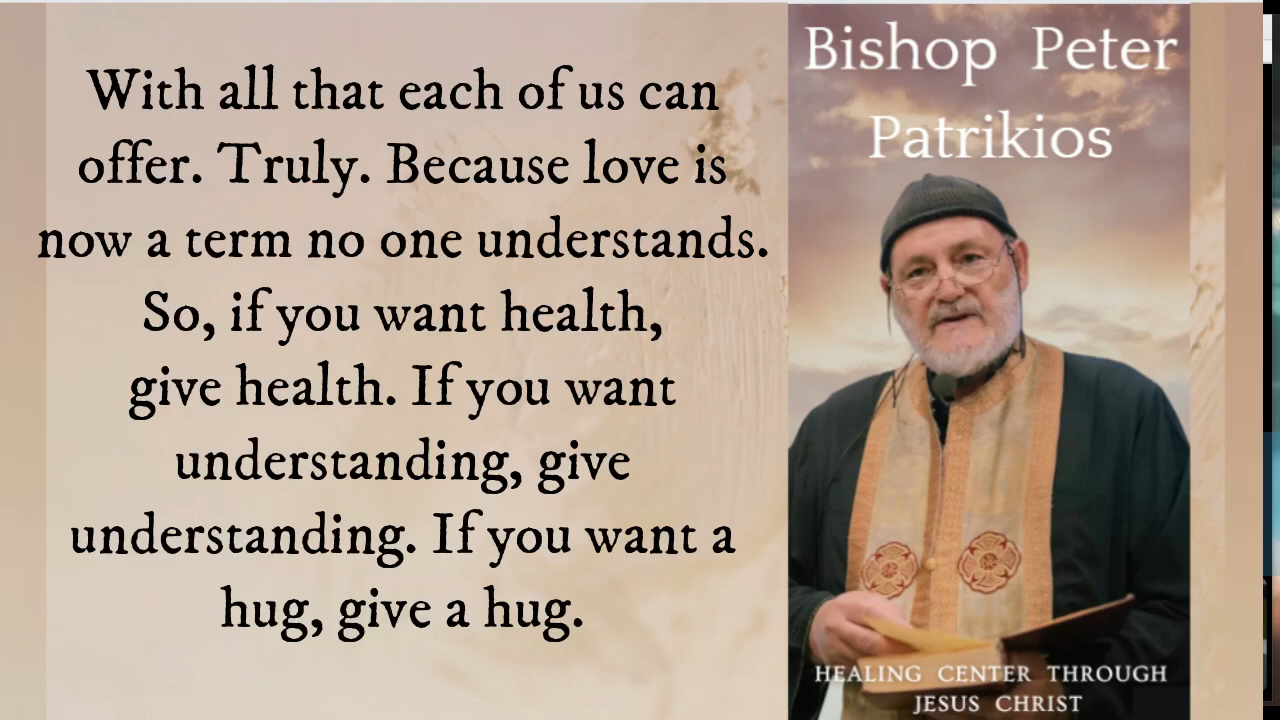 With all that each of us can
offer. Truly. Because love is
now a term no one understands.
So, if you want health,
give health. If you want
understanding, give
understanding. If you want a
hug, give a hug.
Bishop Peter
Patrikios
HEALING CENTER THROUGH
JESUS CHRIST